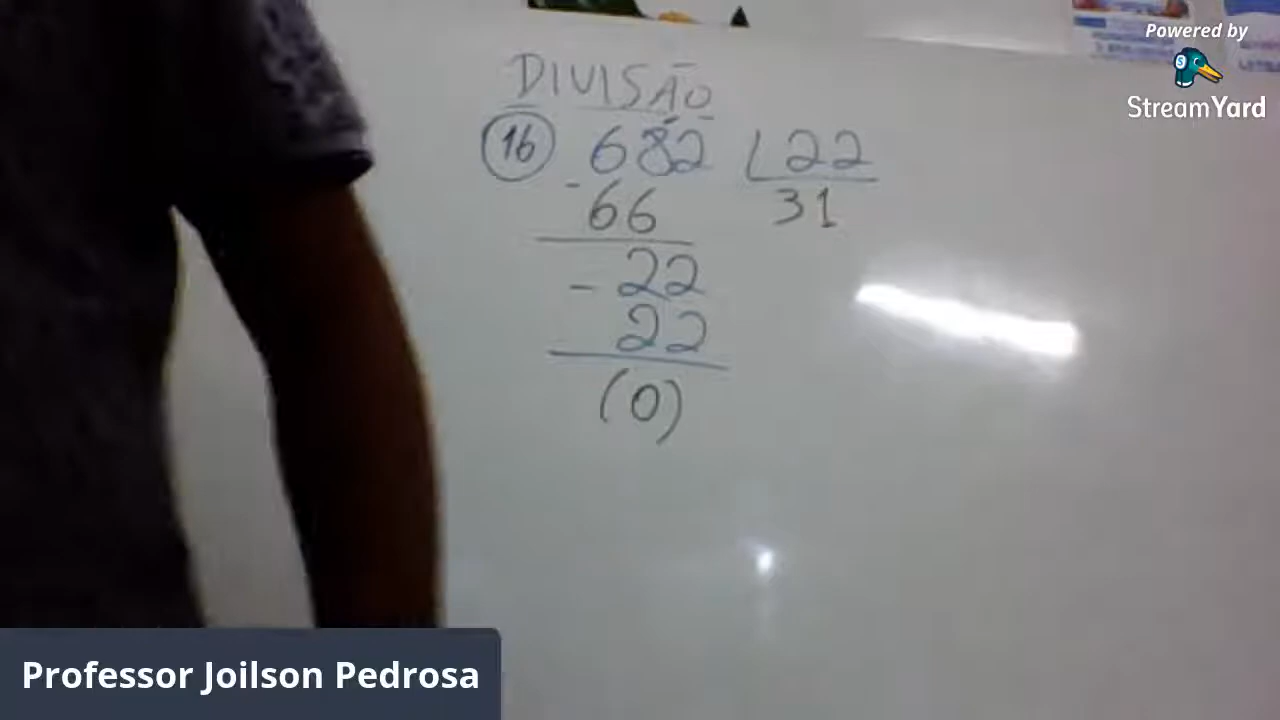 Powered by
StreamYard
DIVISÃO
16 682 22
- 66 31
- 22
22
(0)
Professor Joilson Pedrosa